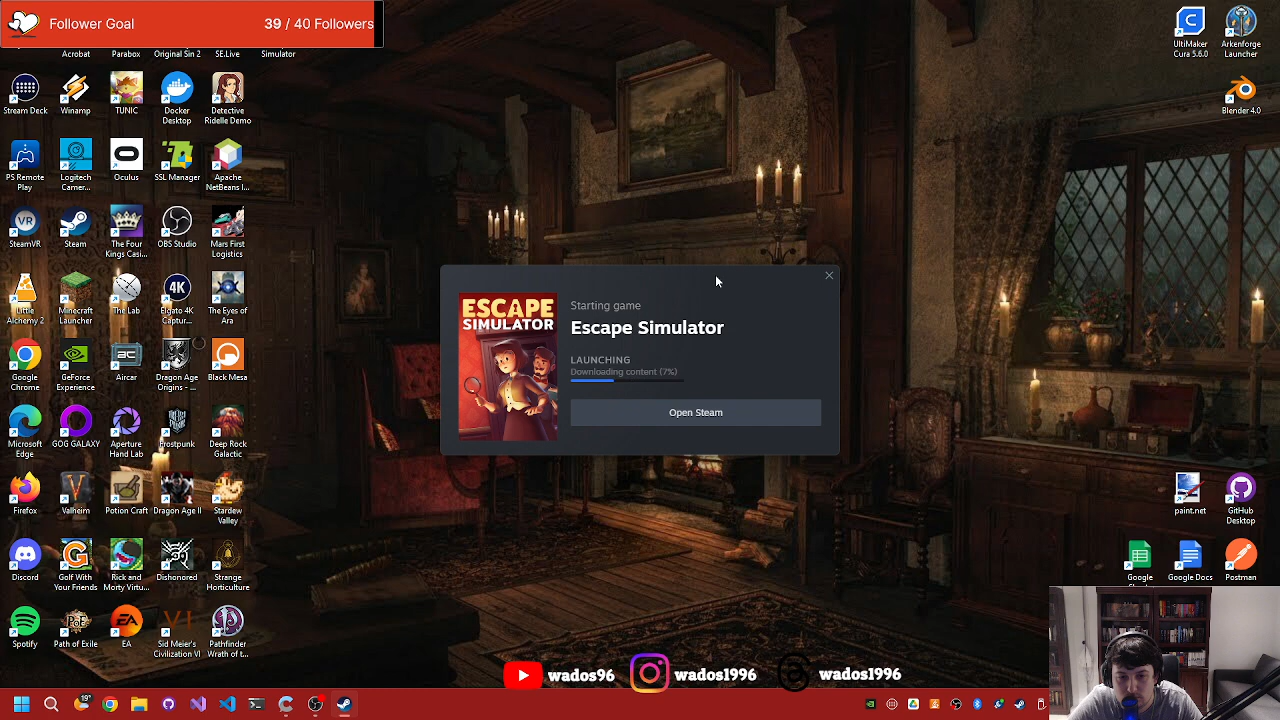 Follower Goal
39 / 40 Followers
Acrobat
Parabox
Original Sin 2
SE.Live
Simulator
Stream Deck
Winamp
TUNIC
Docker
Desktop
Detective
Ridelle Demo
PS Remote
Play
Logitech
Camer...
Oculus
SSL Manager
Apache
NetBeans I...
SteamVR
Steam
The Four
Kings Casi...
OBS Studio
Mars First
Logistics
Little
Alchemy 2
Minecraft
Launcher
The Lab
4K
Elgato 4K
Captur...
The Eyes of
Ara
Google
Chrome
GeForce
Experience
Aircar
Dragon Age
Origins - ...
Black Mesa
Microsoft
Edge
GOG GALAXY
Aperture
Hand Lab
Frostpunk
Deep Rock
Galactic
Firefox
Valheim
Potion Craft
Dragon Age II
Stardew
Valley
Discord
Golf With
Your Friends
Rick and
Morty Virtu...
Dishonored
Strange
Horticulture
Spotify
Path of Exile
EA
EA
VI
Sid Meier's
Civilization VI
Pathfinder
Wrath of t...
ESCAPE
SIMULATOR
Starting game
Escape Simulator
LAUNCHING
Downloading content (7%)
Open Steam
UltiMaker
Cura 5.6.0
Arkenforge
Launcher
Blender 4.0
paint.net
GitHub
Desktop
Google
Google Docs
Postman
wados96
wados1996
wados1996
19°